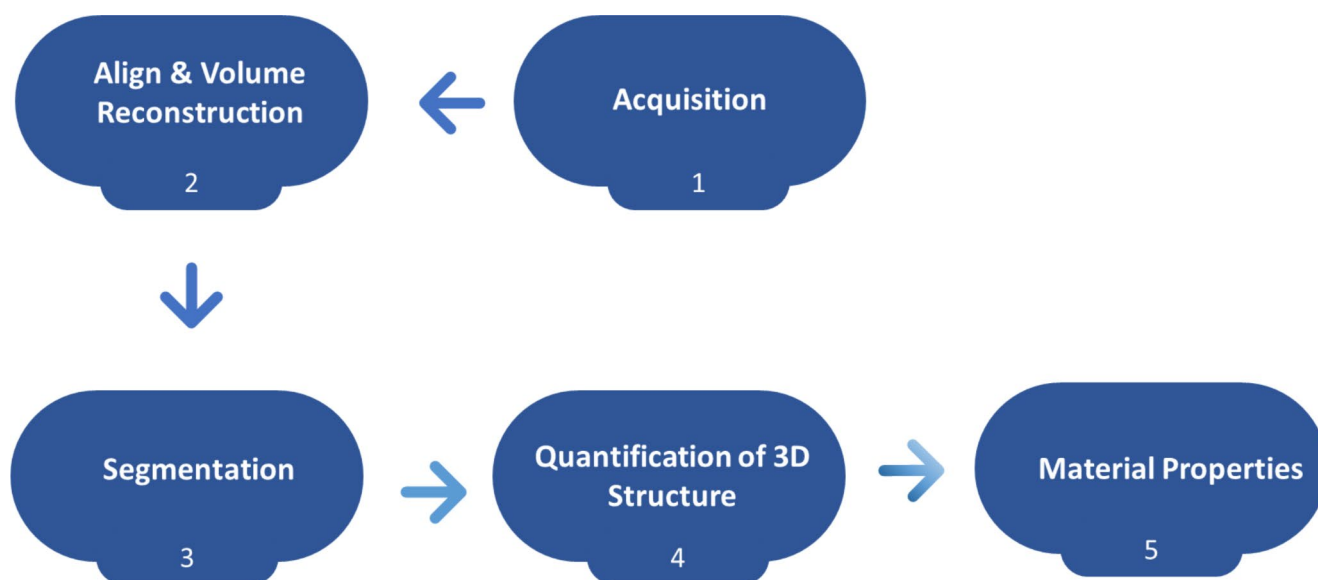 Align & Volume
Reconstruction
2
Acquisition
1
Segmentation
3
Quantification of 3D
Structure
4
Material Properties
5